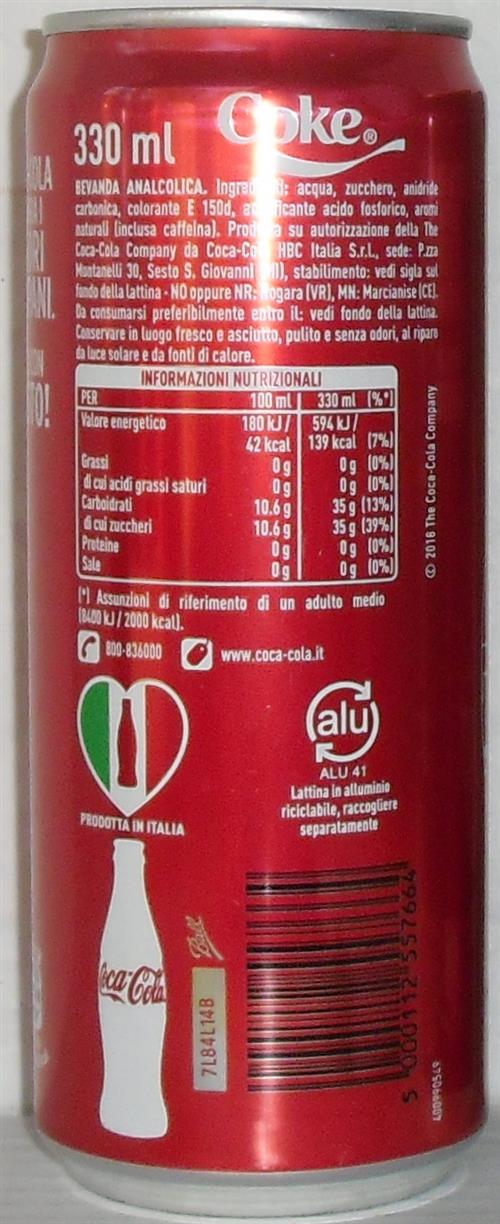 Coke®
330 ml
BEVANDA ANALCOLICA. acqua, zucchero, anidride
carbonica, colorante E 150d, acido fosforico, aromi
naturali (inclusa caffeina). su autorizzazione della The
Coca-Cola Company da HBC Italia S.r.l., sede: P.zza
Montanelli 30, Sesto S. Giovanni stabilimento: vedi sigla sul
fondo della lattina - NO oppure NR: (VR), MN: Marcianise (CE).
Da consumarsi preferibilmente entro il: vedi fondo della lattina.
Conservare in luogo fresco e asciutto, pulito e senza odori, al riparo
da luce solare e da fonti di calore.
INFORMAZIONI NUTRIZIONALI
PER 100 ml 330 ml (%*)
Valore energetico 180 kJ / 594 kJ /
42 kcal 139 kcal (7%)
Grassi 0 g 0 g (0%)
di cui acidi grassi saturi 0 g 0 g (0%)
Carboidrati 10.6 g 35 g (13%)
di cui zuccheri 10.6 g 35 g (39%)
Proteine 0 g 0 g (0%)
Sale 0 g 0 g (0%)
(*) Assunzioni di riferimento di un adulto medio
(8400 kJ / 2000 kcal).
800-836000 www.coca-cola.it
© 2018 The Coca-Cola Company
PRODOTTA IN ITALIA
alu
ALU 41
Lattina in alluminio
riciclabile, raccogliere
separatamente
Coca-Cola
Ball
7L84L14B
5 000112 557664
400990549